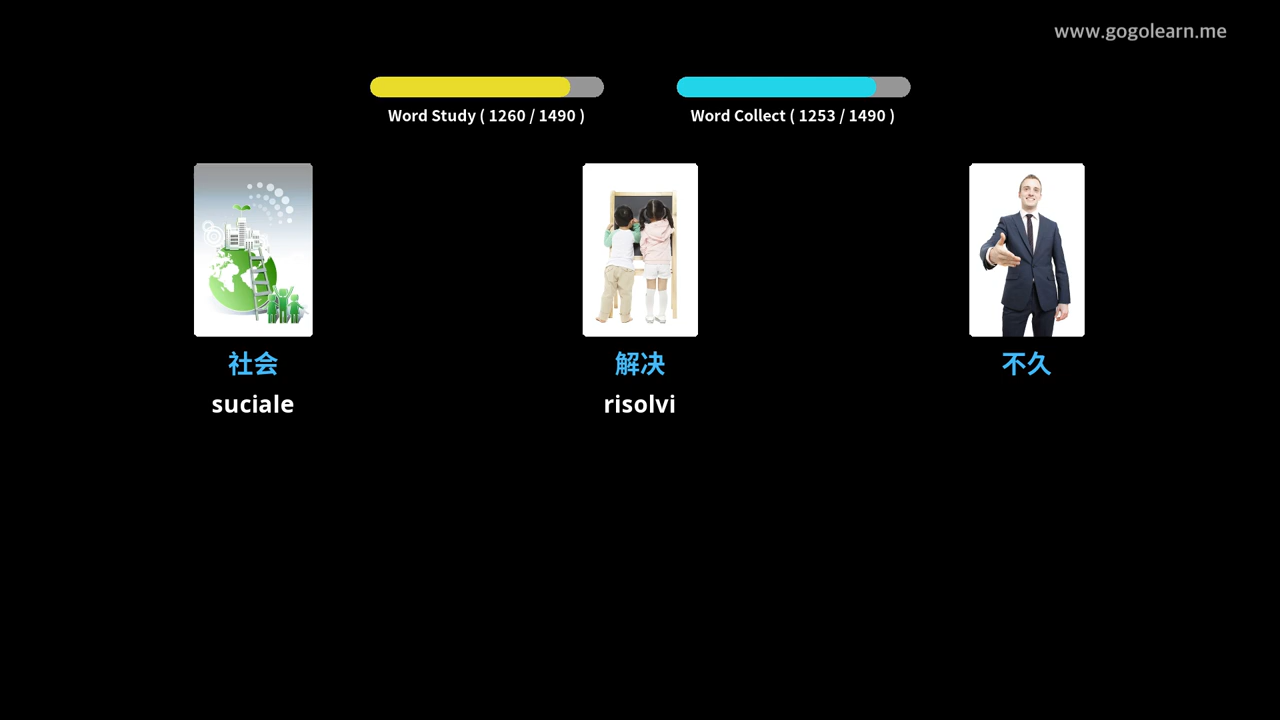 www.gogolearn.me
Word Study ( 1260 / 1490 )
Word Collect ( 1253 / 1490 )
社会
解决
不久
suciale
risolvi